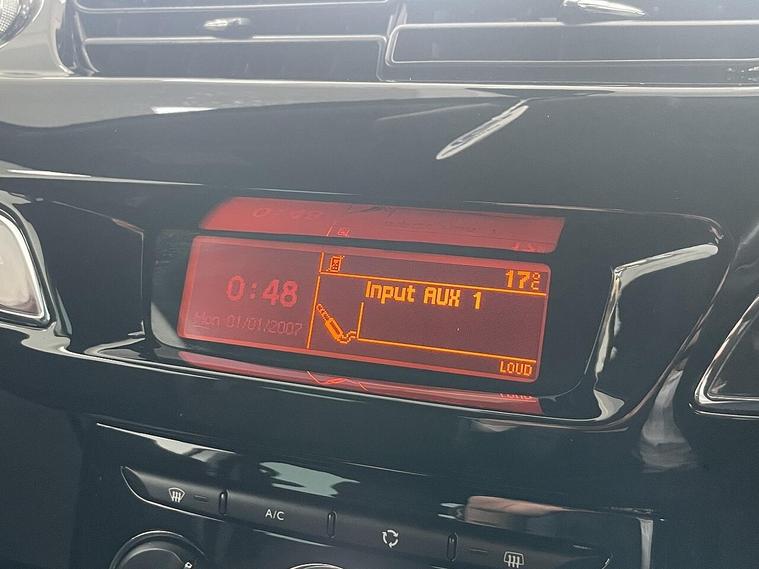 17°C
0:48
Input AUX 1
Mon 01/01/2007
LOUD
A/C